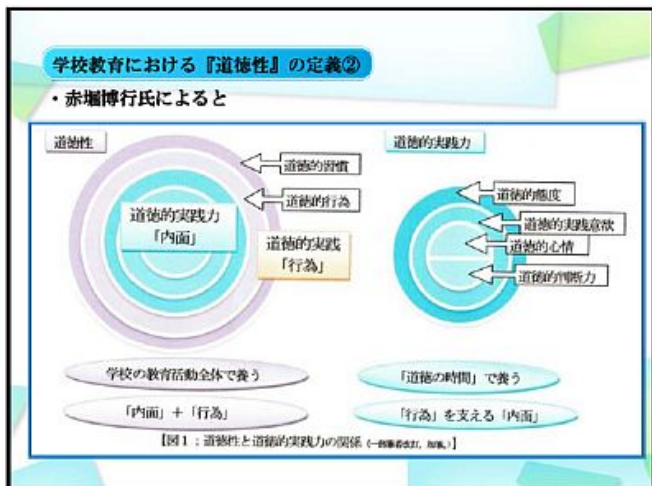 学校教育における『道徳性』の定義②
・赤堀博行氏によると
道徳性
道徳的習慣
道徳的行為
道徳的実践力
「内面」
道徳的実践
「行為」
学校の教育活動全体で養う
「内面」＋「行為」
道徳的実践力
道徳的態度
道徳的実践意欲
道徳的心情
道徳的判断力
「道徳の時間」で養う
「行為」を支える「内面」
【図1；道徳性と道徳的実践力の関係